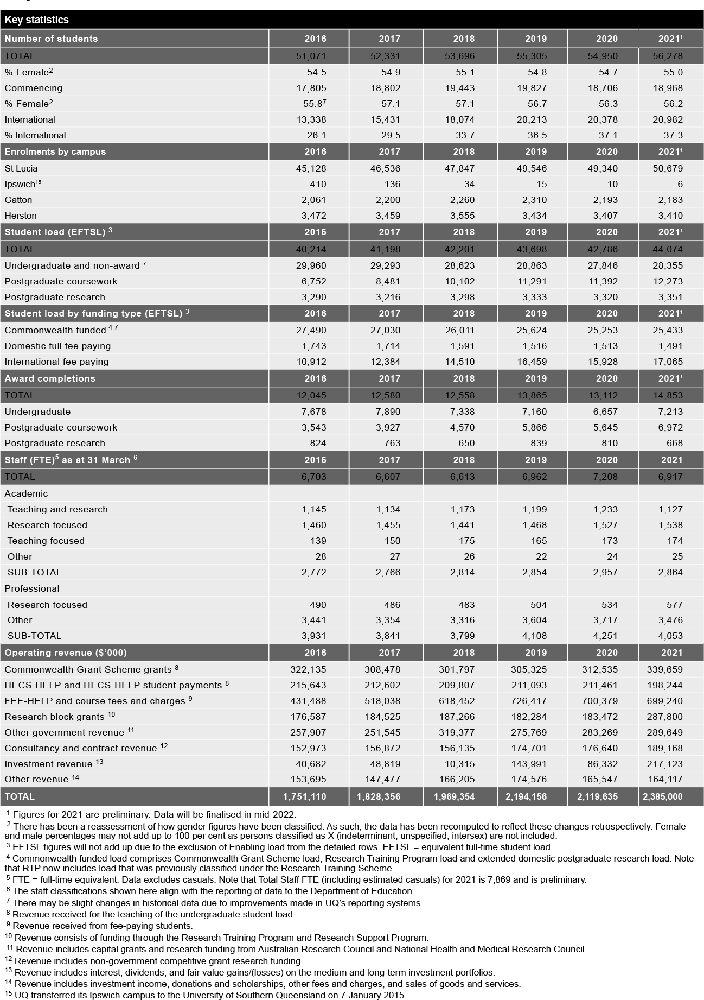 Key statistics
Number of students 2016 2017 2018 2019 2020 2021¹
TOTAL 51,071 52,331 53,696 55,305 54,950 56,278
% Female² 54.5 54.9 55.1 54.8 54.7 55.0
Commencing 17,805 18,802 19,443 19,827 18,706 18,968
% Female² 55.8⁷ 57.1 57.1 56.7 56.3 56.2
International 13,338 15,431 18,074 20,213 20,378 20,982
% International 26.1 29.5 33.7 36.5 37.1 37.3
Enrolments by campus 2016 2017 2018 2019 2020 2021¹
St Lucia 45,128 46,536 47,847 49,546 49,340 50,679
Ipswich¹⁵ 410 136 34 15 10 6
Gatton 2,061 2,200 2,260 2,310 2,193 2,183
Herston 3,472 3,459 3,555 3,434 3,407 3,410
Student load (EFTSL) ³ 2016 2017 2018 2019 2020 2021¹
TOTAL 40,214 41,198 42,201 43,698 42,786 44,074
Undergraduate and non-award ⁷ 29,960 29,293 28,623 28,863 27,846 28,355
Postgraduate coursework 6,752 8,481 10,102 11,291 11,392 12,273
Postgraduate research 3,290 3,216 3,298 3,333 3,320 3,351
Student load by funding type (EFTSL) ³ 2016 2017 2018 2019 2020 2021¹
Commonwealth funded ⁴ ⁷ 27,490 27,030 26,011 25,624 25,253 25,433
Domestic full fee paying 1,743 1,714 1,591 1,516 1,513 1,491
International fee paying 10,912 12,384 14,510 16,459 15,928 17,065
Award completions 2016 2017 2018 2019 2020 2021¹
TOTAL 12,045 12,580 12,558 13,865 13,112 14,853
Undergraduate 7,678 7,890 7,338 7,160 6,657 7,213
Postgraduate coursework 3,543 3,927 4,570 5,866 5,645 6,972
Postgraduate research 824 763 650 839 810 668
Staff (FTE)⁵ as at 31 March ⁶ 2016 2017 2018 2019 2020 2021
TOTAL 6,703 6,607 6,613 6,962 7,208 6,917
Academic
Teaching and research 1,145 1,134 1,173 1,199 1,233 1,127
Research focused 1,460 1,455 1,441 1,468 1,527 1,538
Teaching focused 139 150 175 165 173 174
Other 28 27 26 22 24 25
SUB-TOTAL 2,772 2,766 2,814 2,854 2,957 2,864
Professional
Research focused 490 486 483 504 534 577
Other 3,441 3,354 3,316 3,604 3,717 3,476
SUB-TOTAL 3,931 3,841 3,799 4,108 4,251 4,053
Operating revenue ($’000) 2016 2017 2018 2019 2020 2021
Commonwealth Grant Scheme grants ⁸ 322,135 308,478 301,797 305,325 312,535 339,659
HECS-HELP and HECS-HELP student payments ⁸ 215,643 212,602 209,807 211,093 211,461 198,244
FEE-HELP and course fees and charges ⁹ 431,488 518,038 618,452 726,417 700,379 699,240
Research block grants ¹⁰ 176,587 184,525 187,266 182,284 183,472 287,800
Other government revenue ¹¹ 257,907 251,545 319,377 275,769 283,269 289,649
Consultancy and contract revenue ¹² 152,973 156,872 156,135 174,701 176,640 189,168
Investment revenue ¹³ 40,682 48,819 10,315 143,991 86,332 217,123
Other revenue ¹⁴ 153,695 147,477 166,205 174,576 165,547 164,117
TOTAL 1,751,110 1,828,356 1,969,354 2,194,156 2,119,635 2,385,000
¹ Figures for 2021 are preliminary. Data will be finalised in mid-2022.
² There has been a reassessment of how gender figures have been classified. As such, the data has been recomputed to reflect these changes retrospectively. Female
and male percentages may not add up to 100 per cent as persons classified as X (indeterminant, unspecified, intersex) are not included.
³ EFTSL figures will not add up due to the exclusion of Enabling load from the detailed rows. EFTSL = equivalent full-time student load.
⁴ Commonwealth funded load comprises Commonwealth Grant Scheme load, Research Training Program load and extended domestic postgraduate research load. Note
that RTP now includes load that was previously classified under the Research Training Scheme.
⁵ FTE = full-time equivalent. Data excludes casuals. Note that Total Staff FTE (including estimated casuals) for 2021 is 7,869 and is preliminary.
⁶ The staff classifications shown here align with the reporting of data to the Department of Education.
⁷ There may be slight changes in historical data due to improvements made in UQ’s reporting systems.
⁸ Revenue received for the teaching of the undergraduate student load.
⁹ Revenue received from fee-paying students.
¹⁰ Revenue consists of funding through the Research Training Program and Research Support Program.
¹¹ Revenue includes capital grants and research funding from Australian Research Council and National Health and Medical Research Council.
¹² Revenue includes non-government competitive grant research funding.
¹³ Revenue includes interest, dividends, and fair value gains/(losses) on the medium and long-term investment portfolios.
¹⁴ Revenue includes investment income, donations and scholarships, other fees and charges, and sales of goods and services.
¹⁵ UQ transferred its Ipswich campus to the University of Southern Queensland on 7 January 2015.